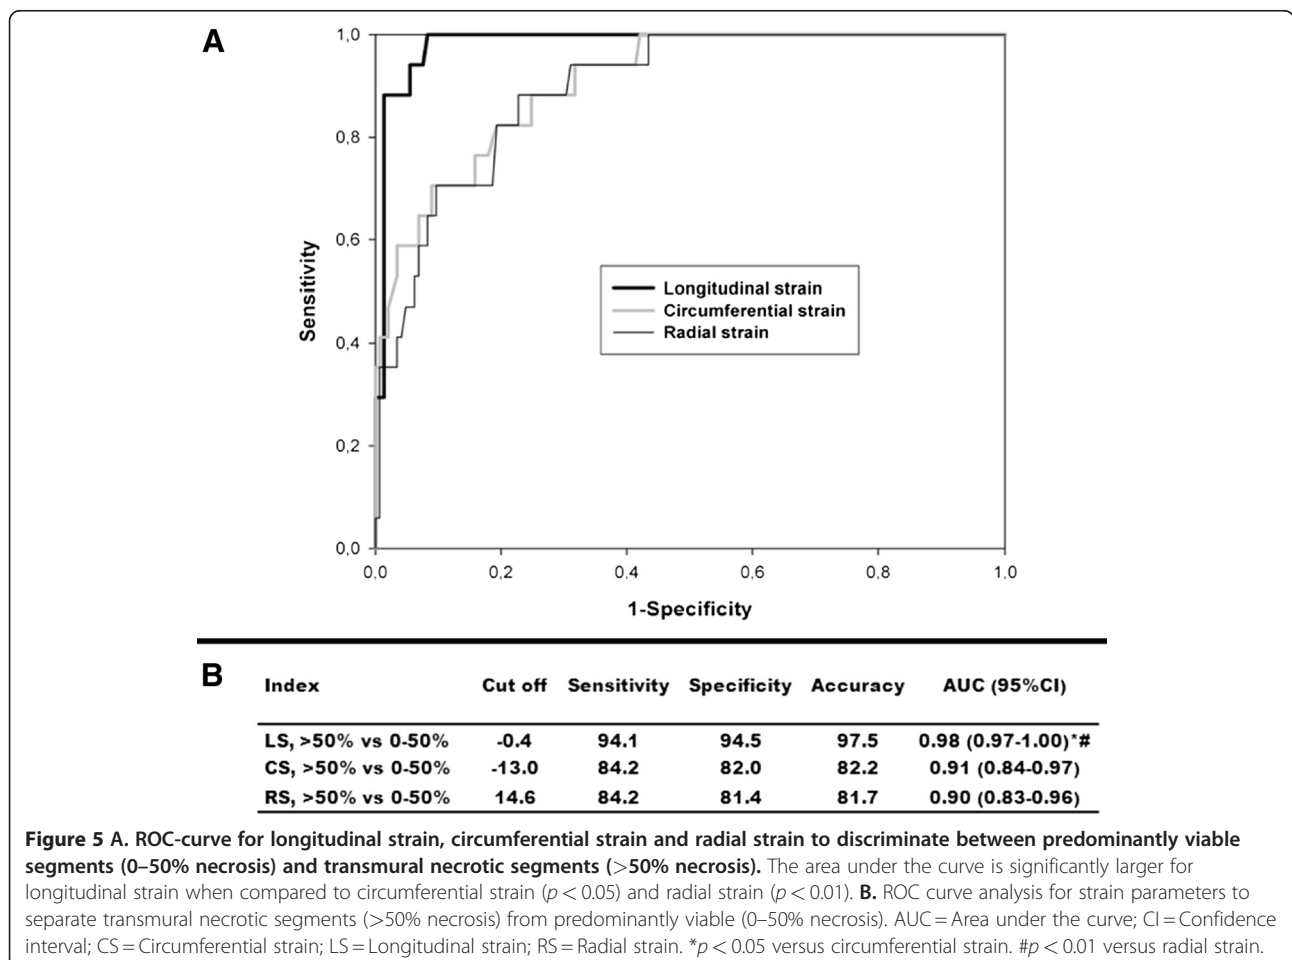 A
1,0
0,8
0,6
0,4
0,2
0,0
Sensitivity
Longitudinal strain
Circumferential strain
Radial strain
0,0 0,2 0,4 0,6 0,8 1,0
1-Specificity
B
Index Cut off Sensitivity Specificity Accuracy AUC (95%CI)
LS, >50% vs 0-50% -0.4 94.1 94.5 97.5 0.98 (0.97-1.00)*#
CS, >50% vs 0-50% -13.0 84.2 82.0 82.2 0.91 (0.84-0.97)
RS, >50% vs 0-50% 14.6 84.2 81.4 81.7 0.90 (0.83-0.96)
Figure 5 A. ROC-curve for longitudinal strain, circumferential strain and radial strain to discriminate between predominantly viable
segments (0–50% necrosis) and transmural necrotic segments (>50% necrosis). The area under the curve is significantly larger for
longitudinal strain when compared to circumferential strain (p < 0.05) and radial strain (p < 0.01). B. ROC curve analysis for strain parameters to
separate transmural necrotic segments (>50% necrosis) from predominantly viable (0–50% necrosis). AUC = Area under the curve; CI = Confidence
interval; CS = Circumferential strain; LS = Longitudinal strain; RS = Radial strain. *p < 0.05 versus circumferential strain. #p < 0.01 versus radial strain.